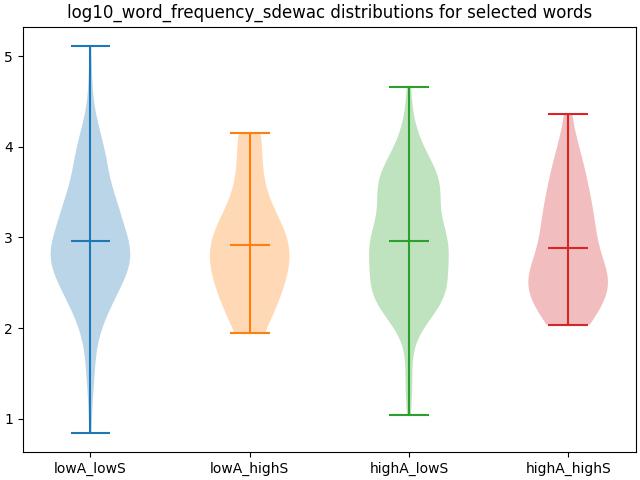 log10_word_frequency_sdewac distributions for selected words
5
4
3
2
1
lowA_lowS lowA_highS highA_lowS highA_highS